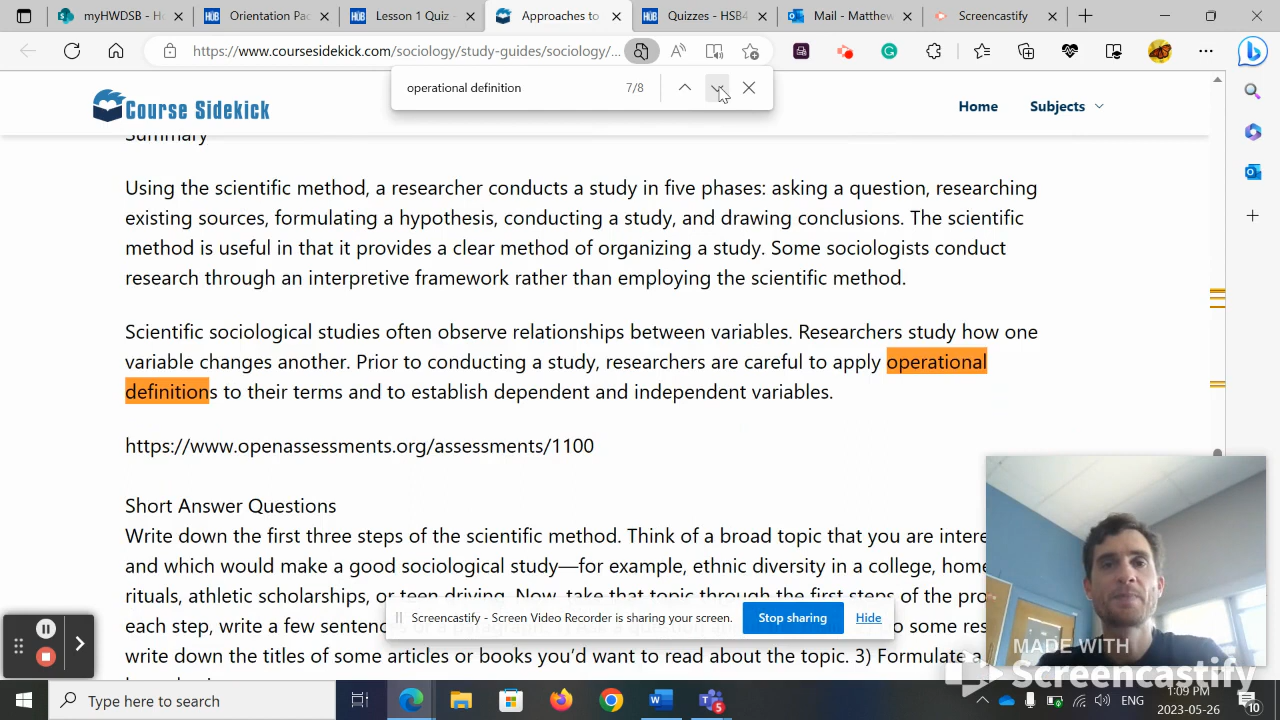 myHWDSB - H
Orientation Pac
Lesson 1 Quiz -
Approaches to
Quizzes - HSB4
Mail - Matthew
Screencastify
https://www.coursesidekick.com/sociology/study-guides/sociology/...
operational definition
7/8
Course Sidekick
Home
Subjects
Summary
Using the scientific method, a researcher conducts a study in five phases: asking a question, researching
existing sources, formulating a hypothesis, conducting a study, and drawing conclusions. The scientific
method is useful in that it provides a clear method of organizing a study. Some sociologists conduct
research through an interpretive framework rather than employing the scientific method.
Scientific sociological studies often observe relationships between variables. Researchers study how one
variable changes another. Prior to conducting a study, researchers are careful to apply operational
definitions to their terms and to establish dependent and independent variables.
https://www.openassessments.org/assessments/1100
Short Answer Questions
Write down the first three steps of the scientific method. Think of a broad topic that you are intere
and which would make a good sociological study—for example, ethnic diversity in a college, hom
rituals, athletic scholarships, or teen driving. Now, take that topic through the first steps of the pro
each step, write a few sentenc
to some res
write down the titles of some articles or books you'd want to read about the topic. 3) Formulate a
Screencastify - Screen Video Recorder is sharing your screen.
Stop sharing
Hide
MADE WITH
Screencastify
Type here to search
ENG
1:09 PM
2023-05-26